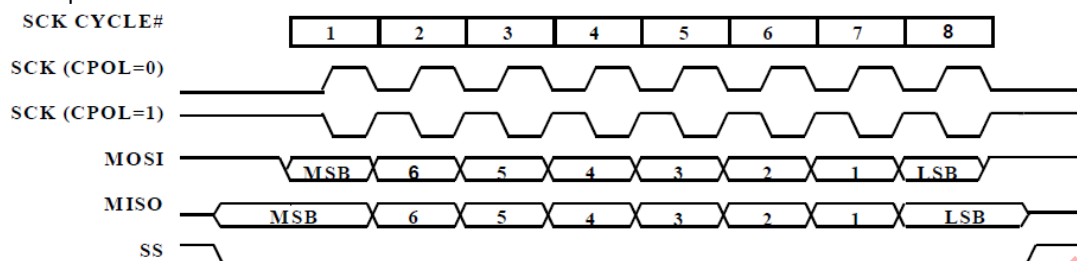 SCK CYCLE# 1 2 3 4 5 6 7 8
SCK (CPOL=0)
SCK (CPOL=1)
MOSI MSB 6 5 4 3 2 1 LSB
MISO MSB 6 5 4 3 2 1 LSB
SS